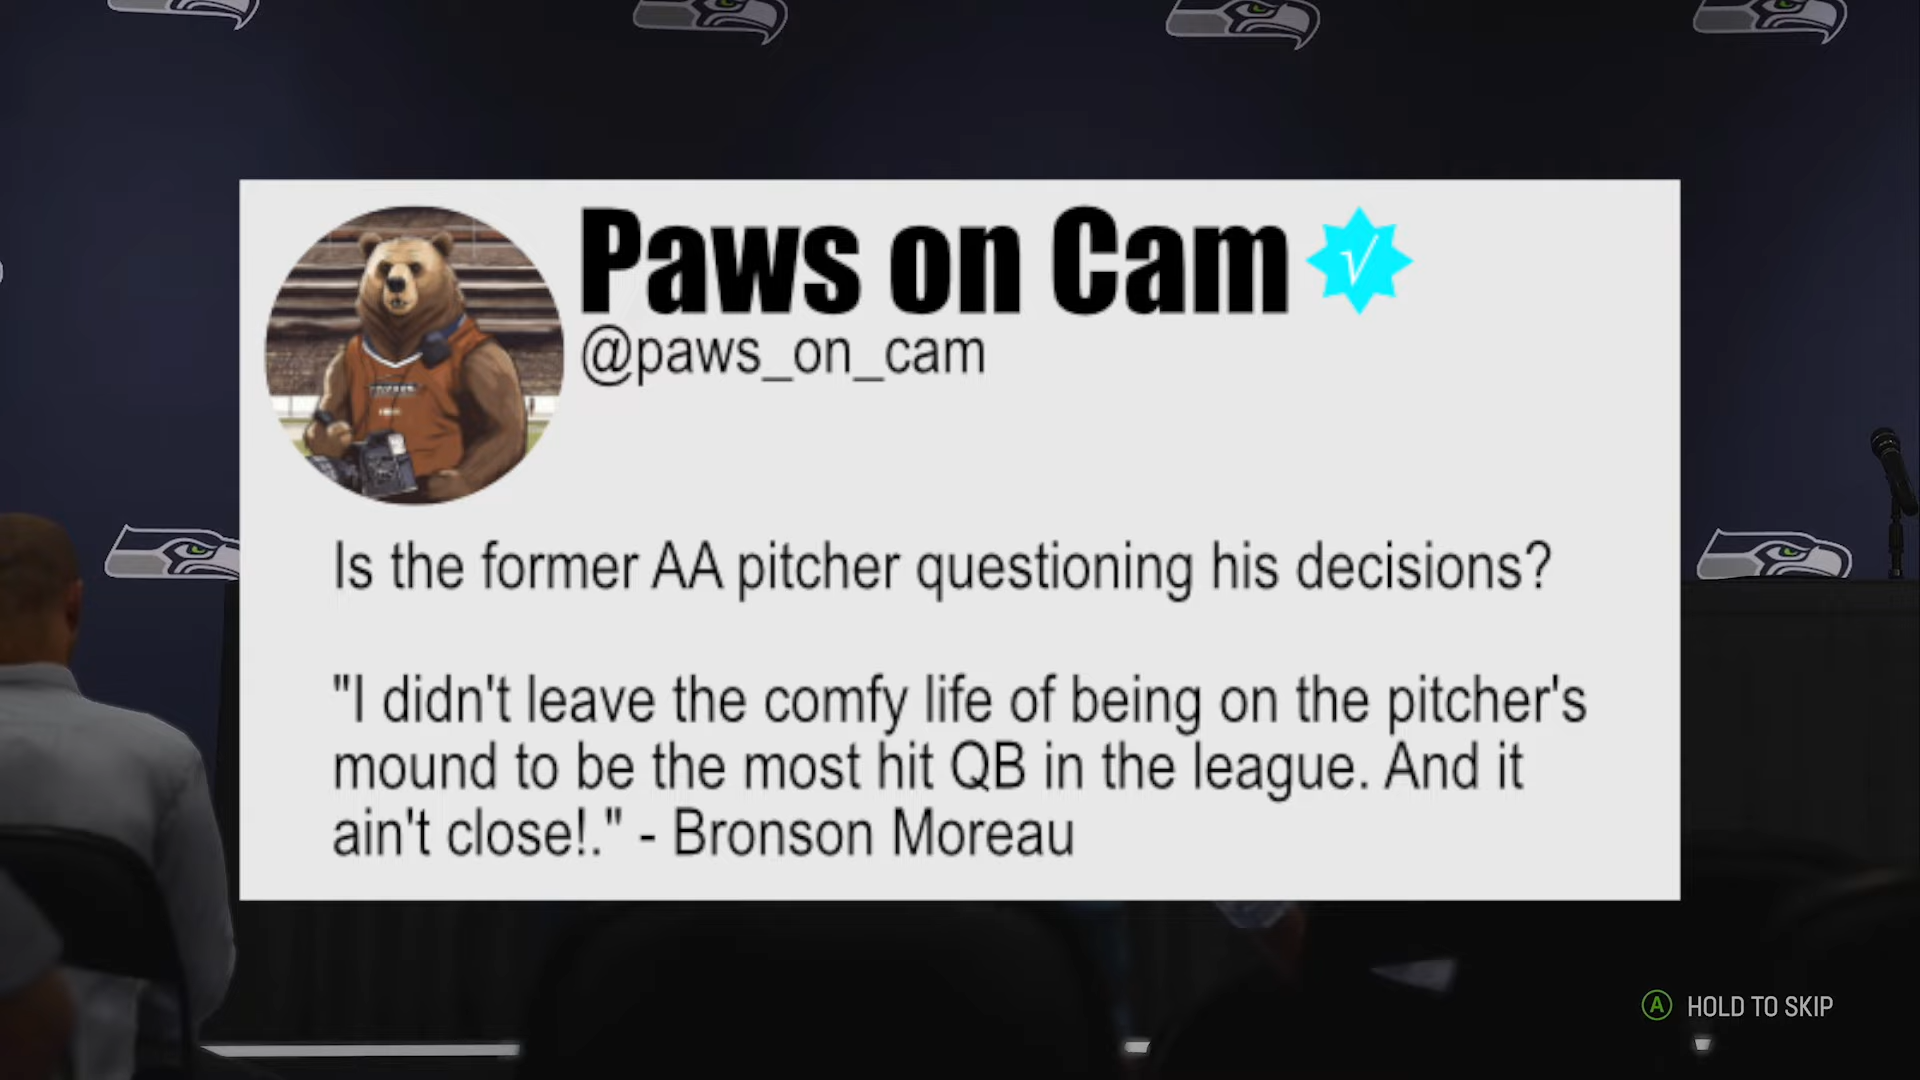 Paws on Cam
@paws_on_cam
Is the former AA pitcher questioning his decisions?
"I didn't leave the comfy life of being on the pitcher's
mound to be the most hit QB in the league. And it
ain't close!." - Bronson Moreau
A HOLD TO SKIP